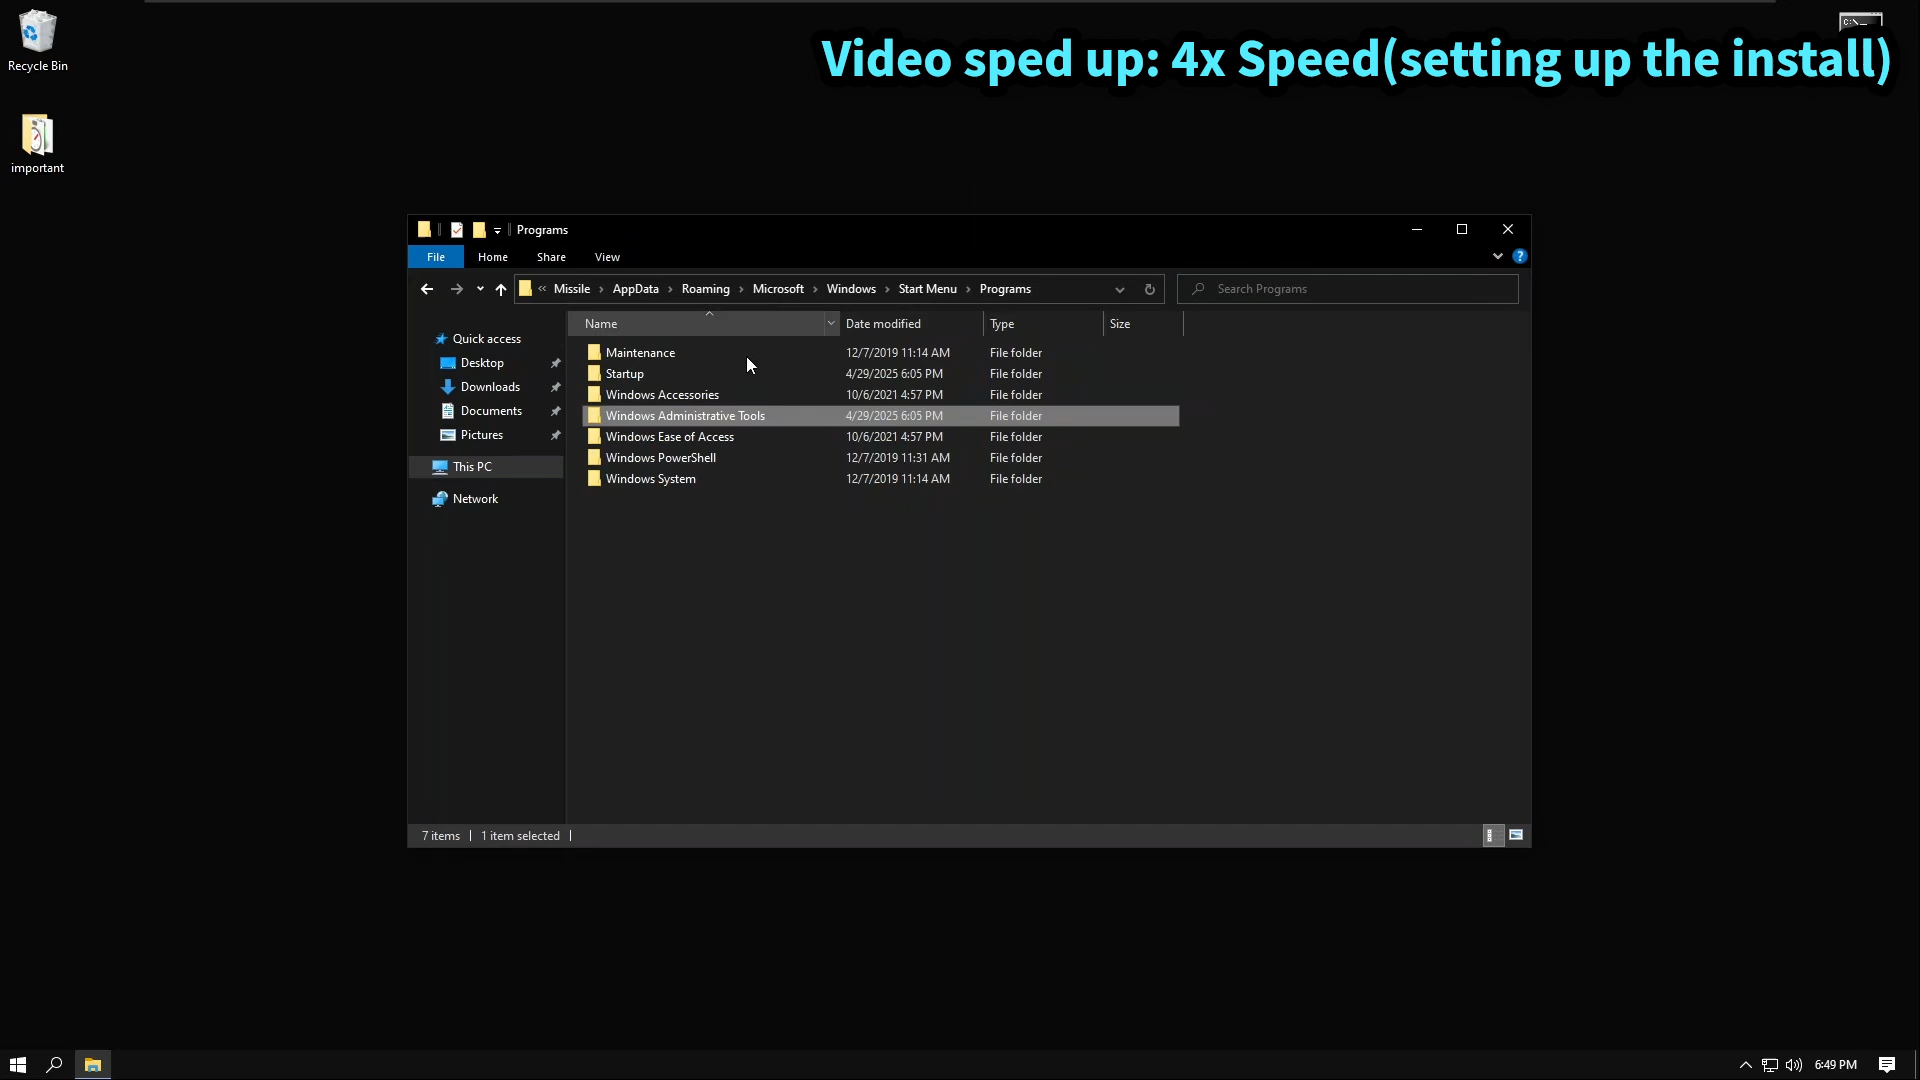 Recycle Bin
C:\>_
Video sped up: 4x Speed(setting up the install)
important
Programs
File Home Share View
?
« Missile › AppData › Roaming › Microsoft › Windows › Start Menu › Programs
Search Programs
Name Date modified Type Size
Quick access
Desktop
Downloads
Documents
Pictures
This PC
Network
Maintenance 12/7/2019 11:14 AM File folder
Startup 4/29/2025 6:05 PM File folder
Windows Accessories 10/6/2021 4:57 PM File folder
Windows Administrative Tools 4/29/2025 6:05 PM File folder
Windows Ease of Access 10/6/2021 4:57 PM File folder
Windows PowerShell 12/7/2019 11:31 AM File folder
Windows System 12/7/2019 11:14 AM File folder
7 items 1 item selected
6:49 PM